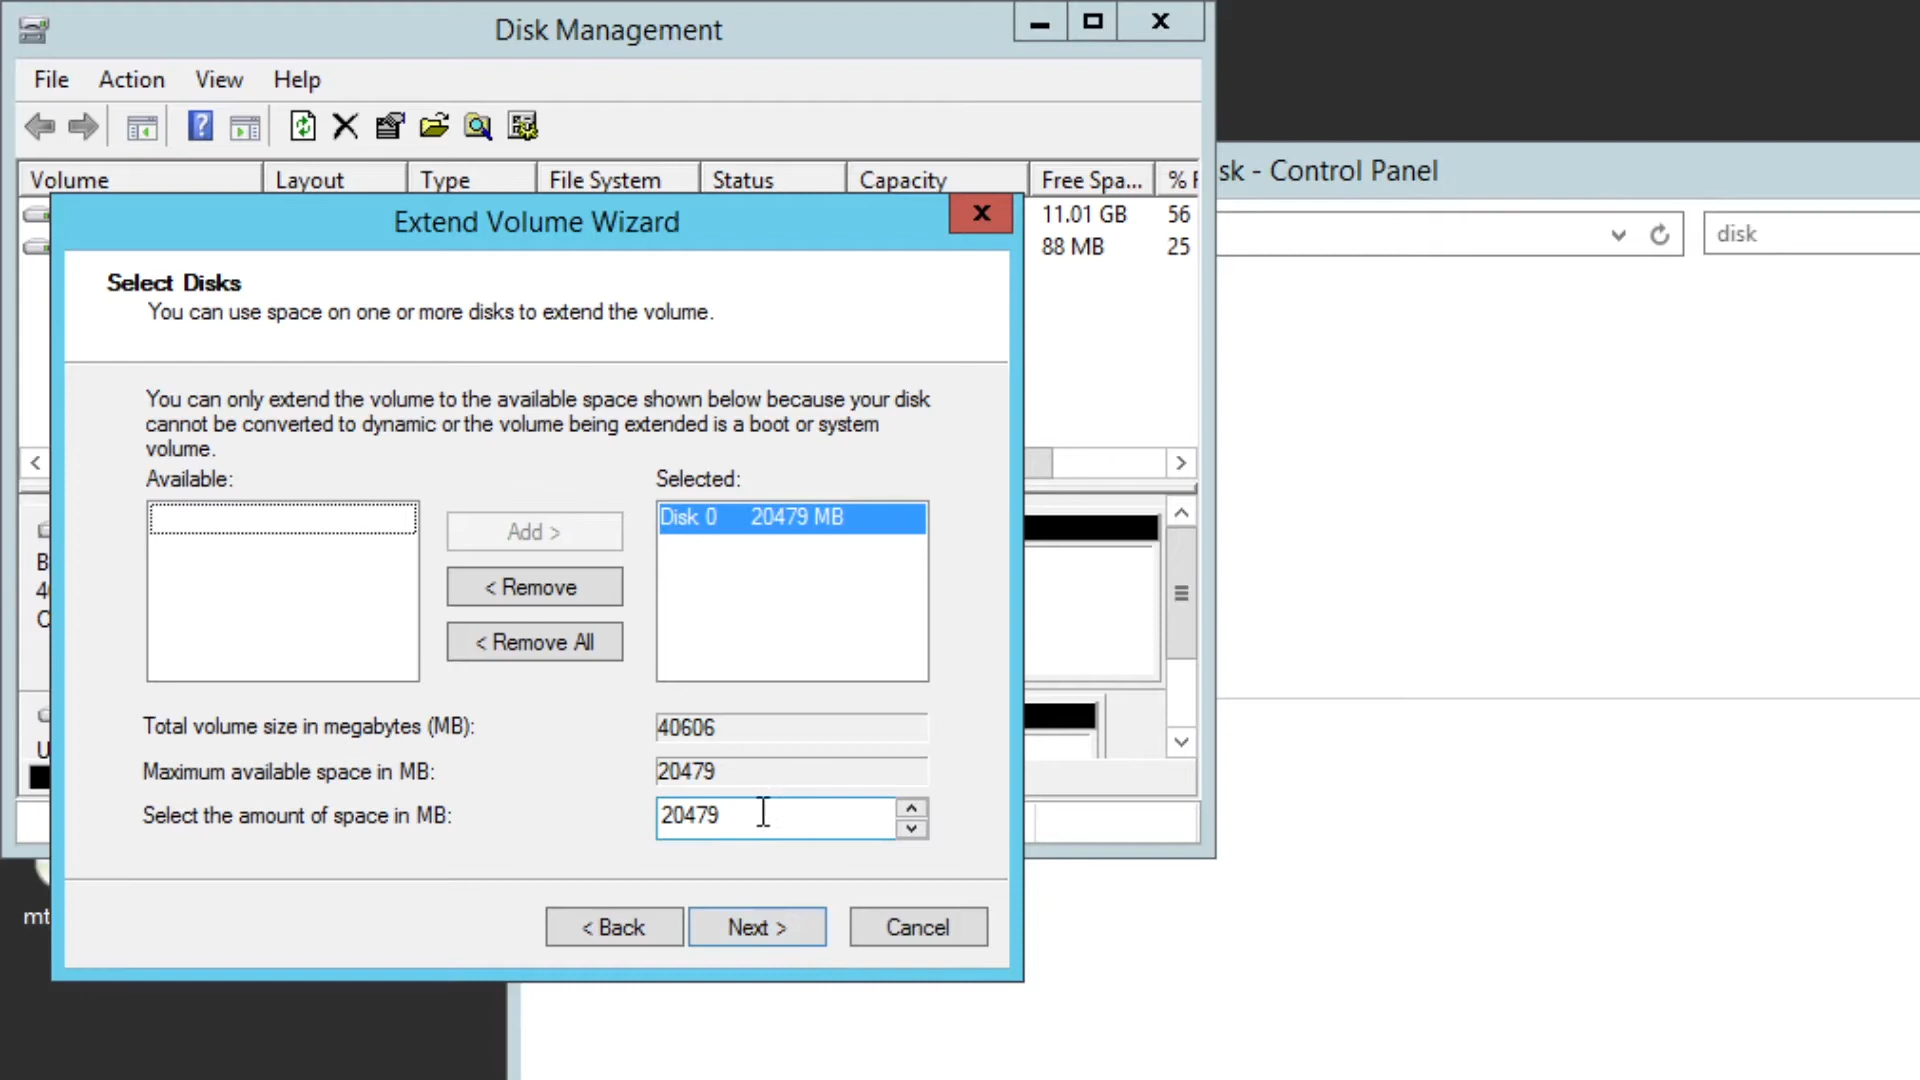 Disk Management
File Action View Help
Volume Layout Type File System Status Capacity Free Spa... %
sk - Control Panel
Extend Volume Wizard
11.01 GB 56
disk
88 MB 25
Select Disks
You can use space on one or more disks to extend the volume.
You can only extend the volume to the available space shown below because your disk
cannot be converted to dynamic or the volume being extended is a boot or system
volume.
Available: Selected:
Disk 0 20479 MB
Add >
< Remove
< Remove All
Total volume size in megabytes (MB): 40606
Maximum available space in MB: 20479
Select the amount of space in MB: 20479
mt
< Back Next > Cancel